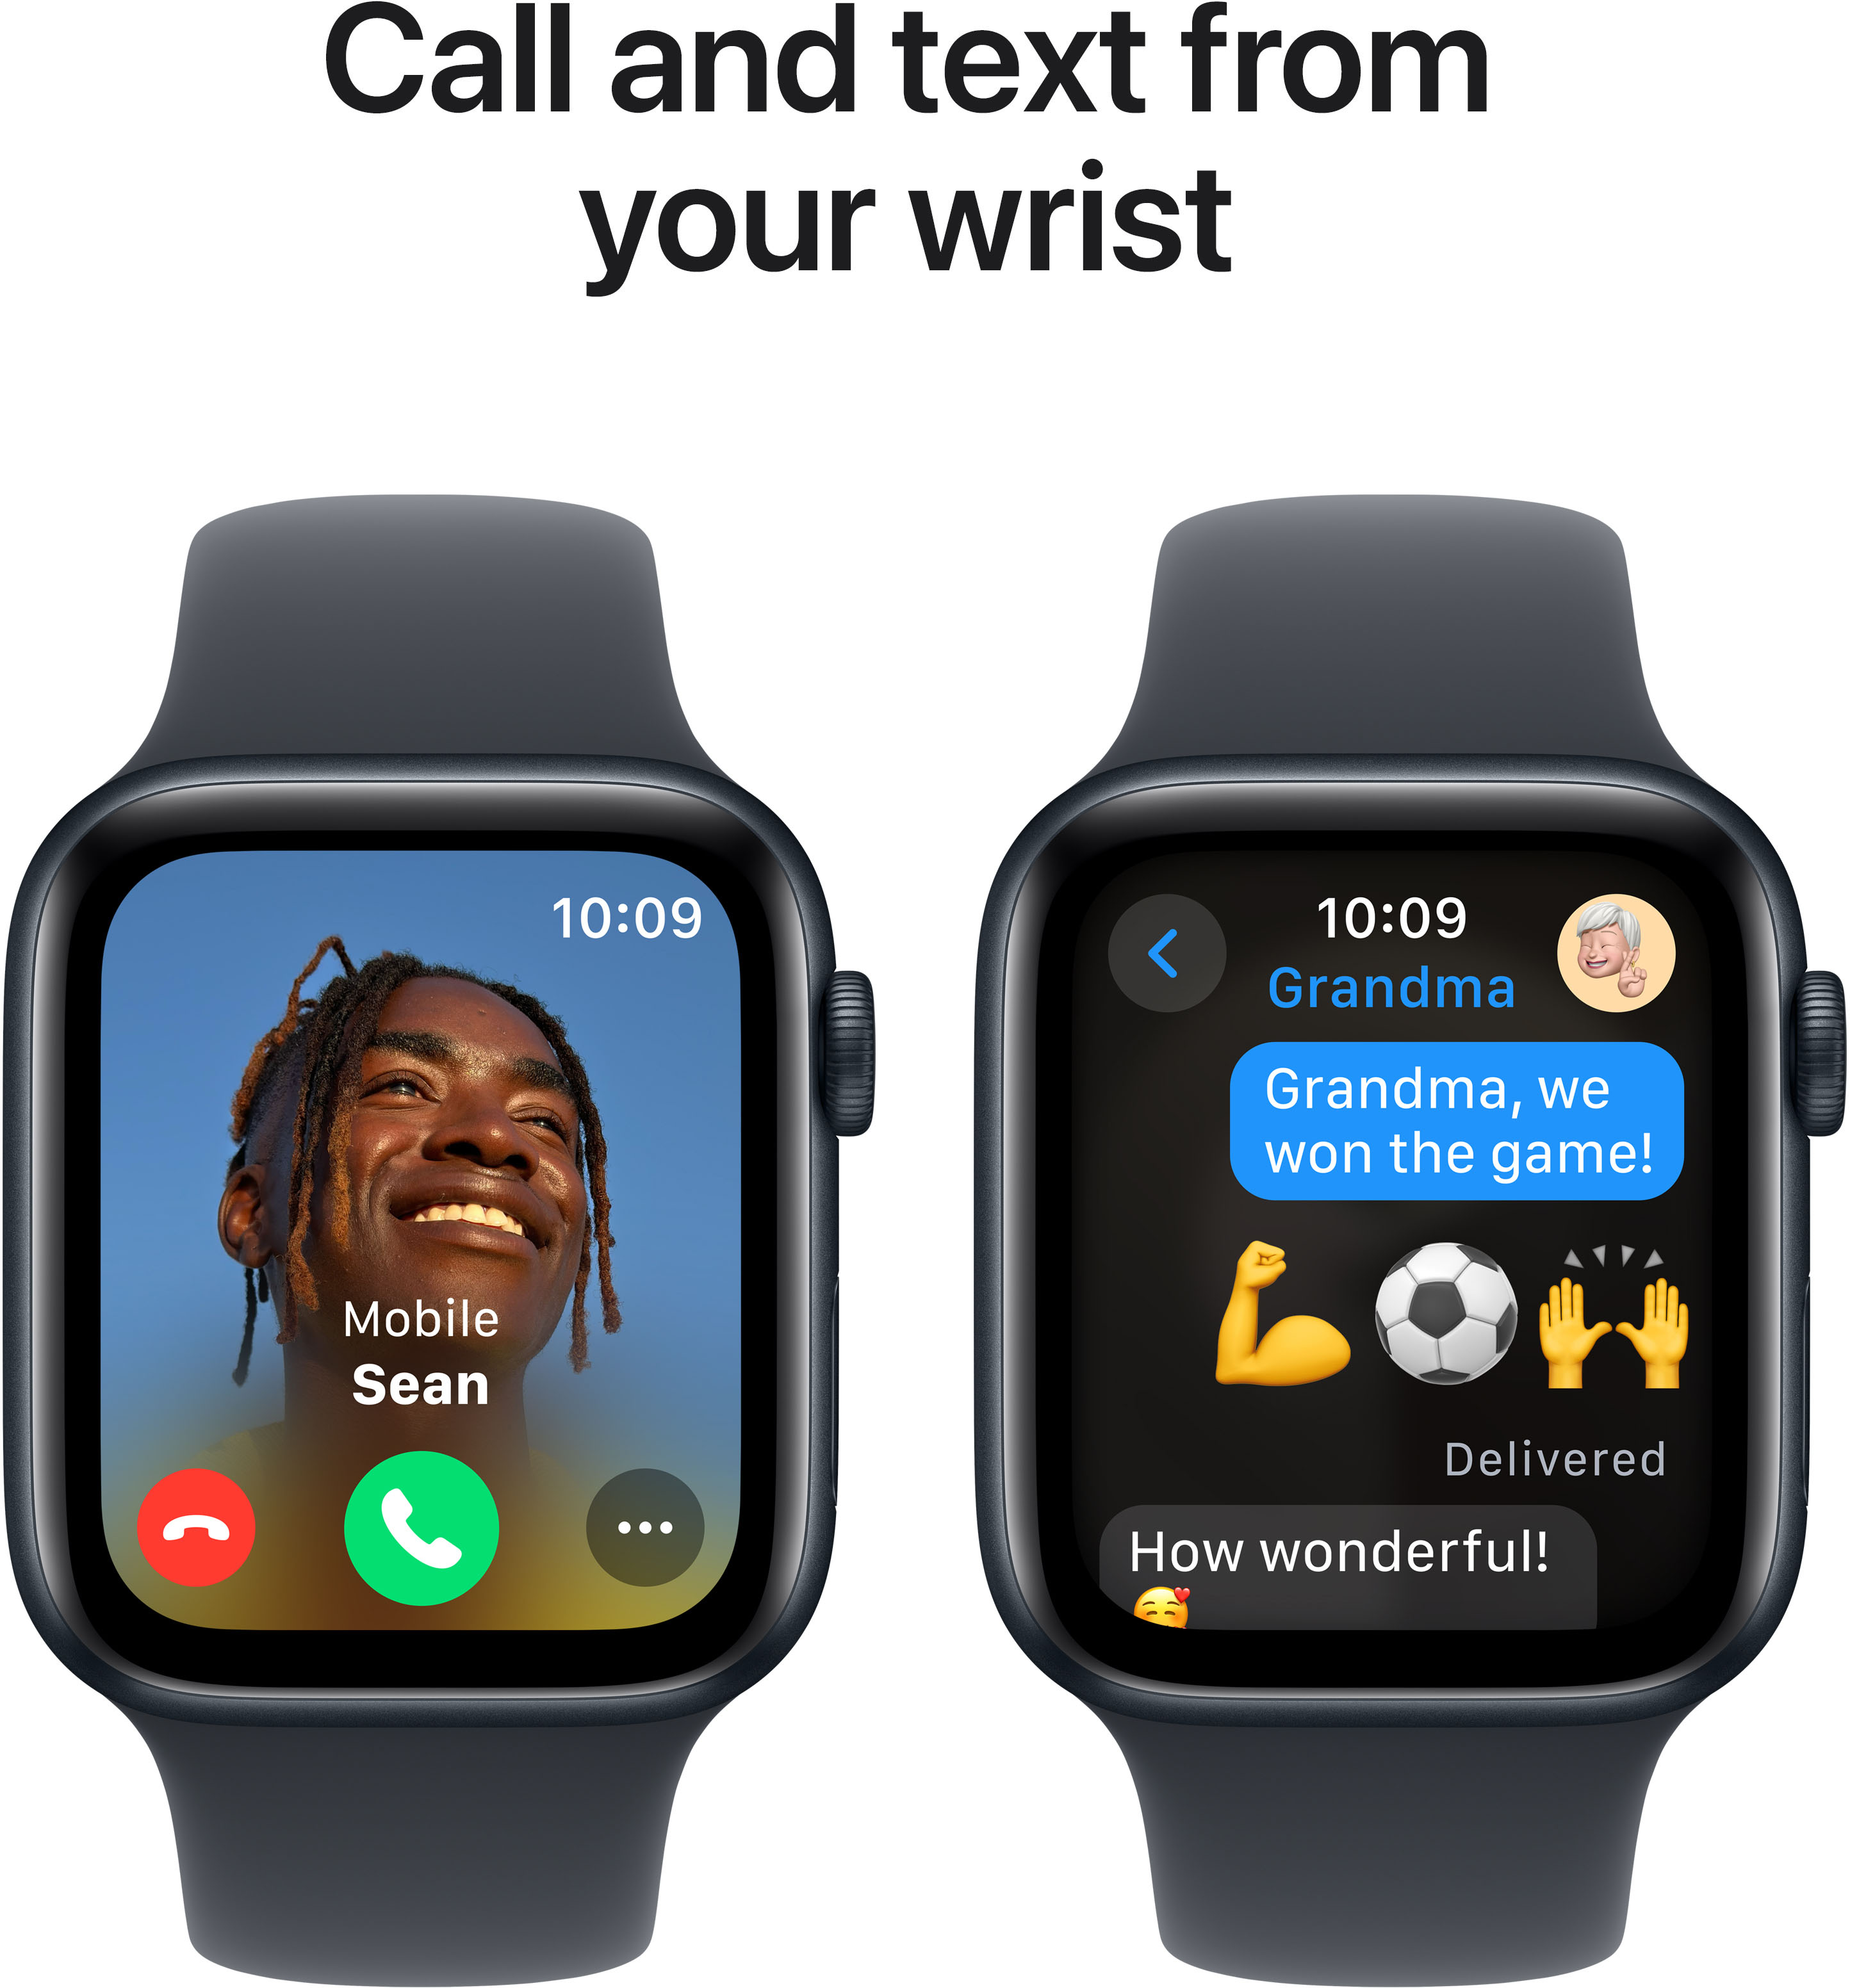 Call and text from
your wrist
10:09
Mobile
Sean
10:09
Grandma
Grandma, we
won the game!
Delivered
How wonderful!